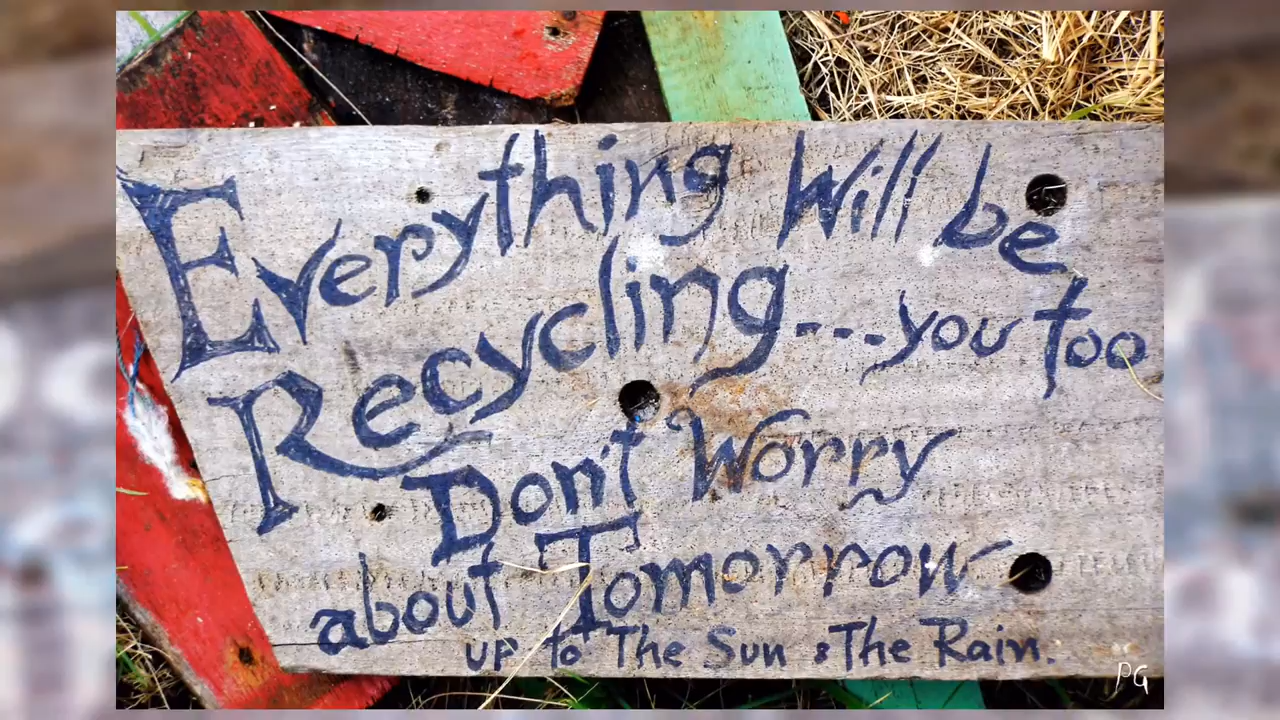 Everything Will be
Recycling...you too
Don't Worry
about Tomorrow
up to The Sun & The Rain.
PG